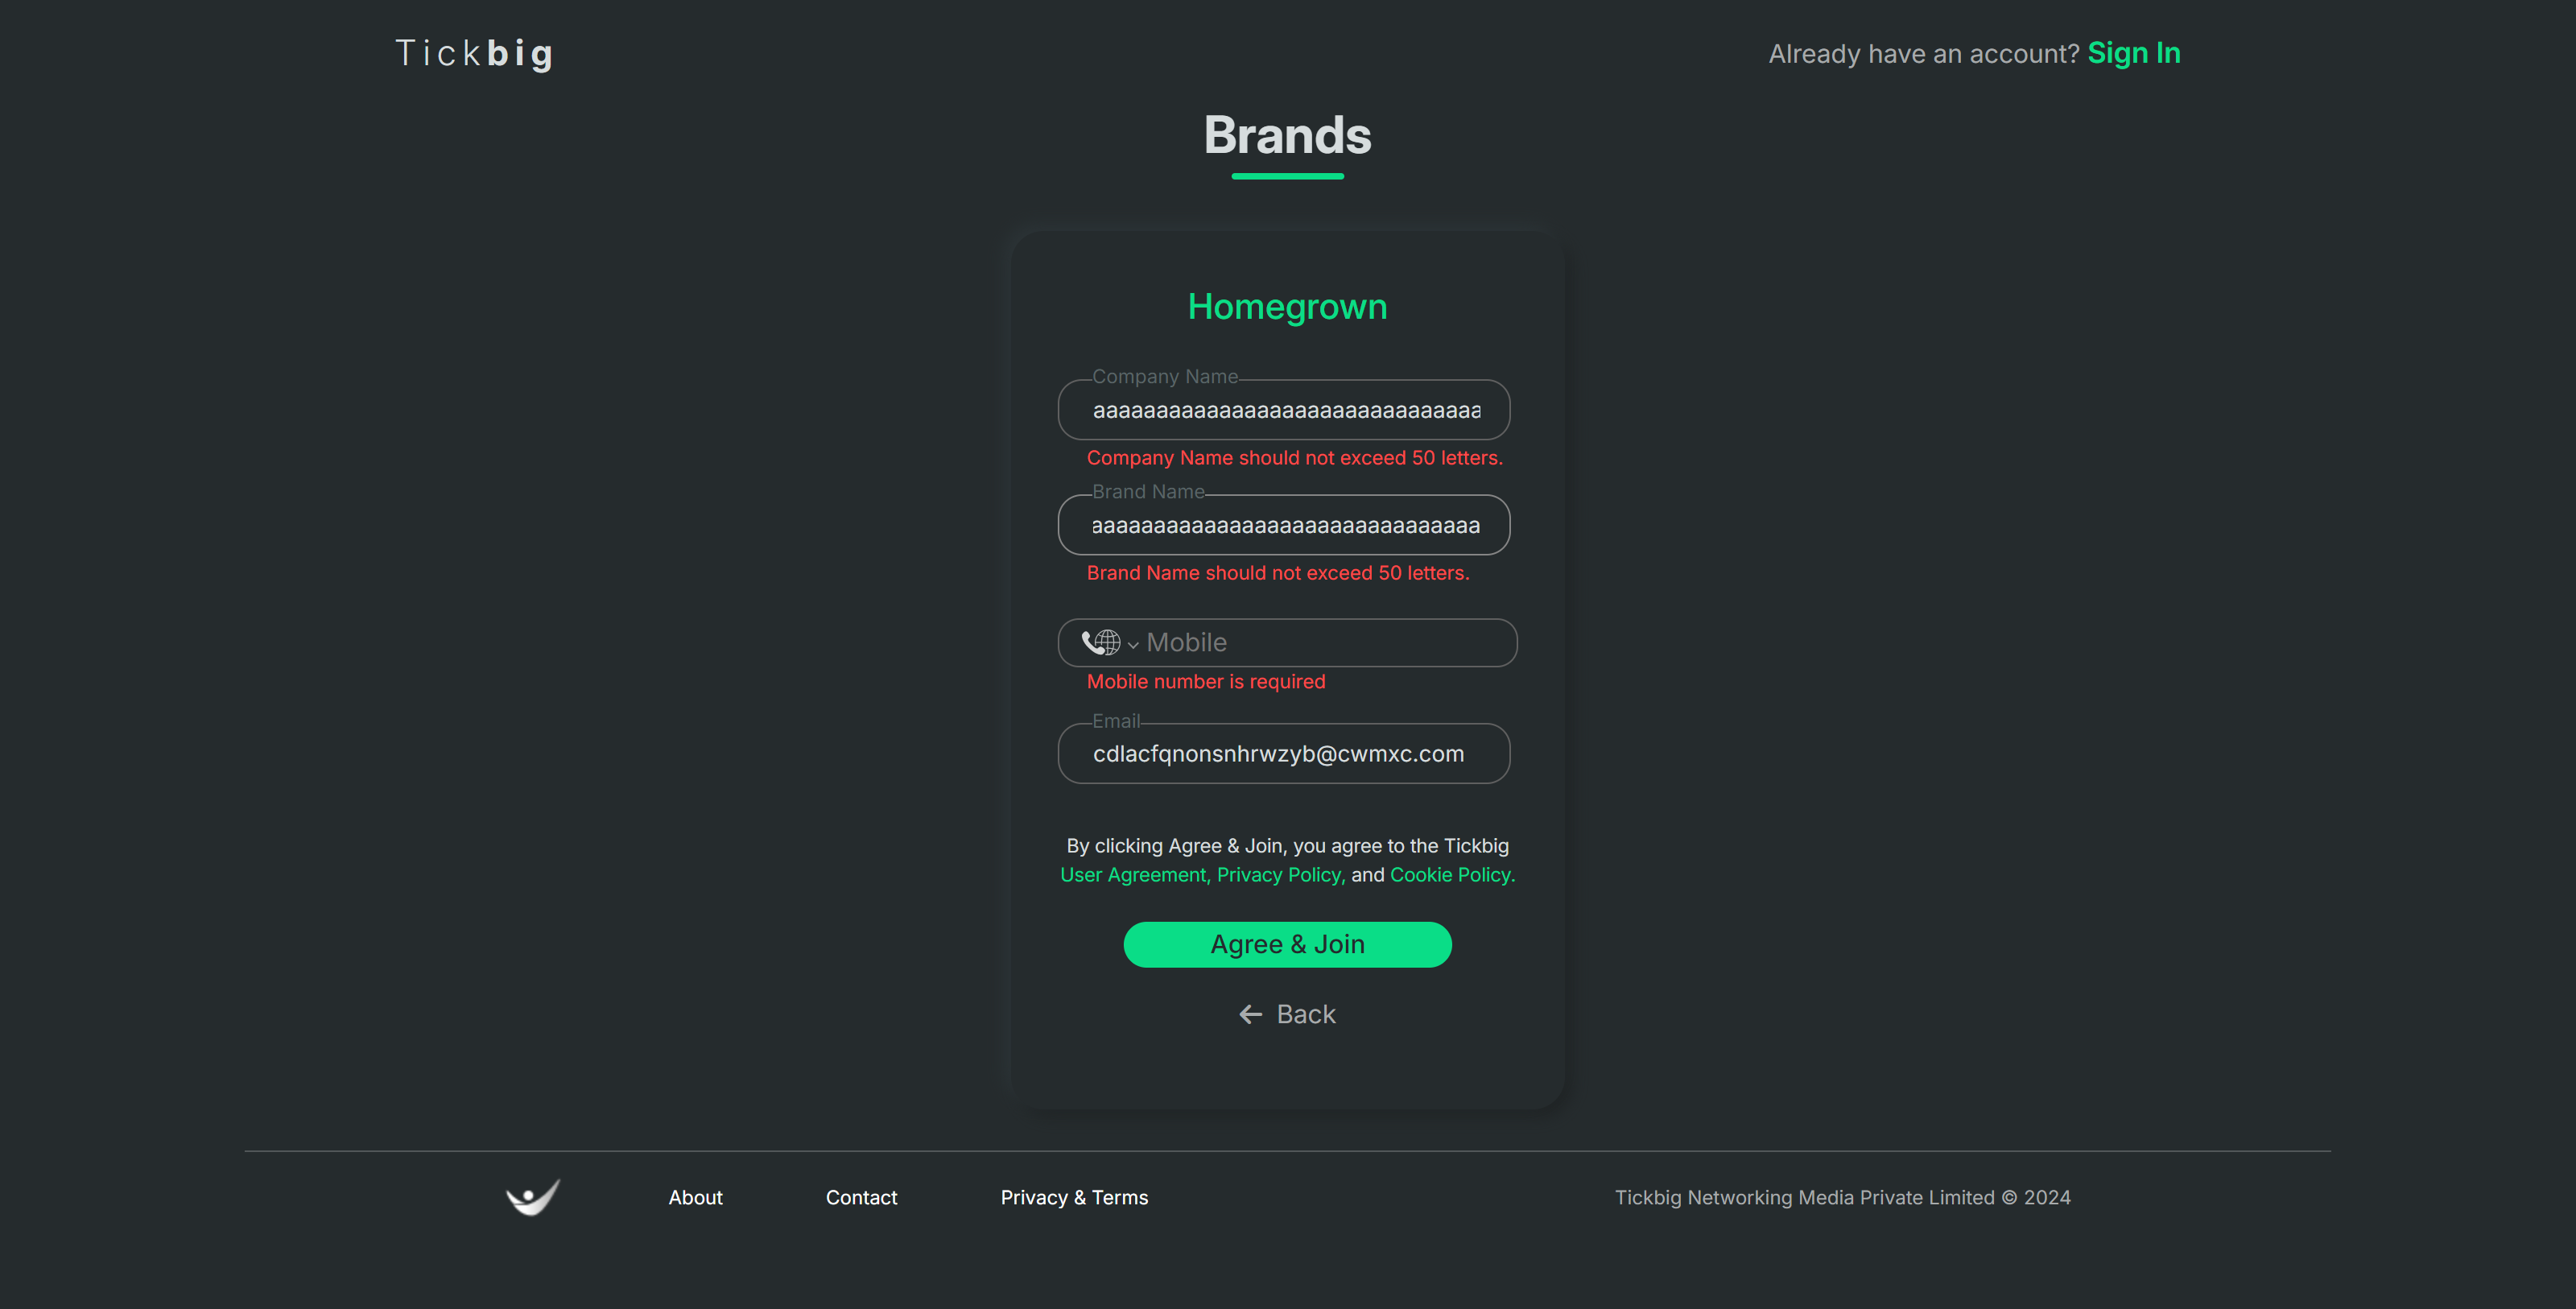 Tickbig
Already have an account? Sign In
Brands
Homegrown
Company Name
aaaaaaaaaaaaaaaaaaaaaaaaaaaaaaa
Company Name should not exceed 50 letters.
Brand Name
aaaaaaaaaaaaaaaaaaaaaaaaaaaaaaa
Brand Name should not exceed 50 letters.
Mobile
Mobile number is required
Email
cdlacfqnonsnhrwzyb@cwmxc.com
By clicking Agree & Join, you agree to the Tickbig
User Agreement, Privacy Policy, and Cookie Policy.
Agree & Join
Back
About Contact Privacy & Terms Tickbig Networking Media Private Limited © 2024